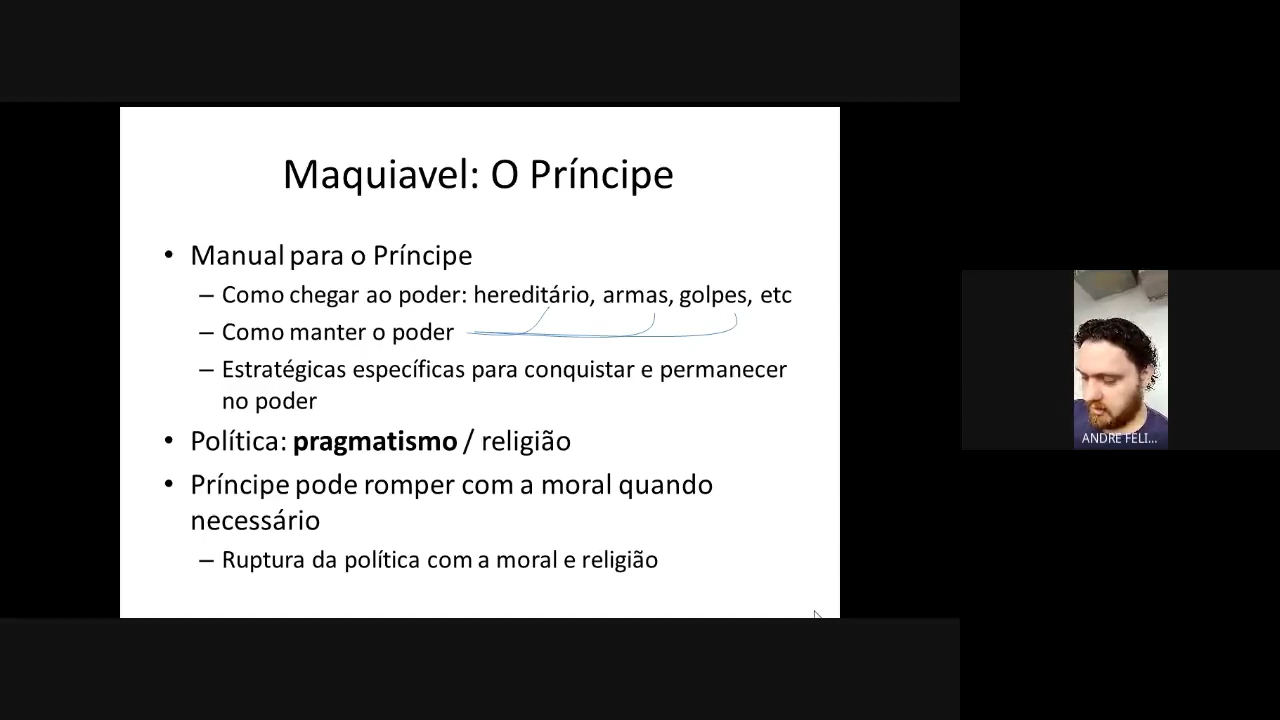 Maquiavel: O Príncipe
• Manual para o Príncipe
– Como chegar ao poder: hereditário, armas, golpes, etc
– Como manter o poder
– Estratégicas específicas para conquistar e permanecer
no poder
• Política: pragmatismo / religião
• Príncipe pode romper com a moral quando
necessário
– Ruptura da política com a moral e religião
ANDRE FELI...